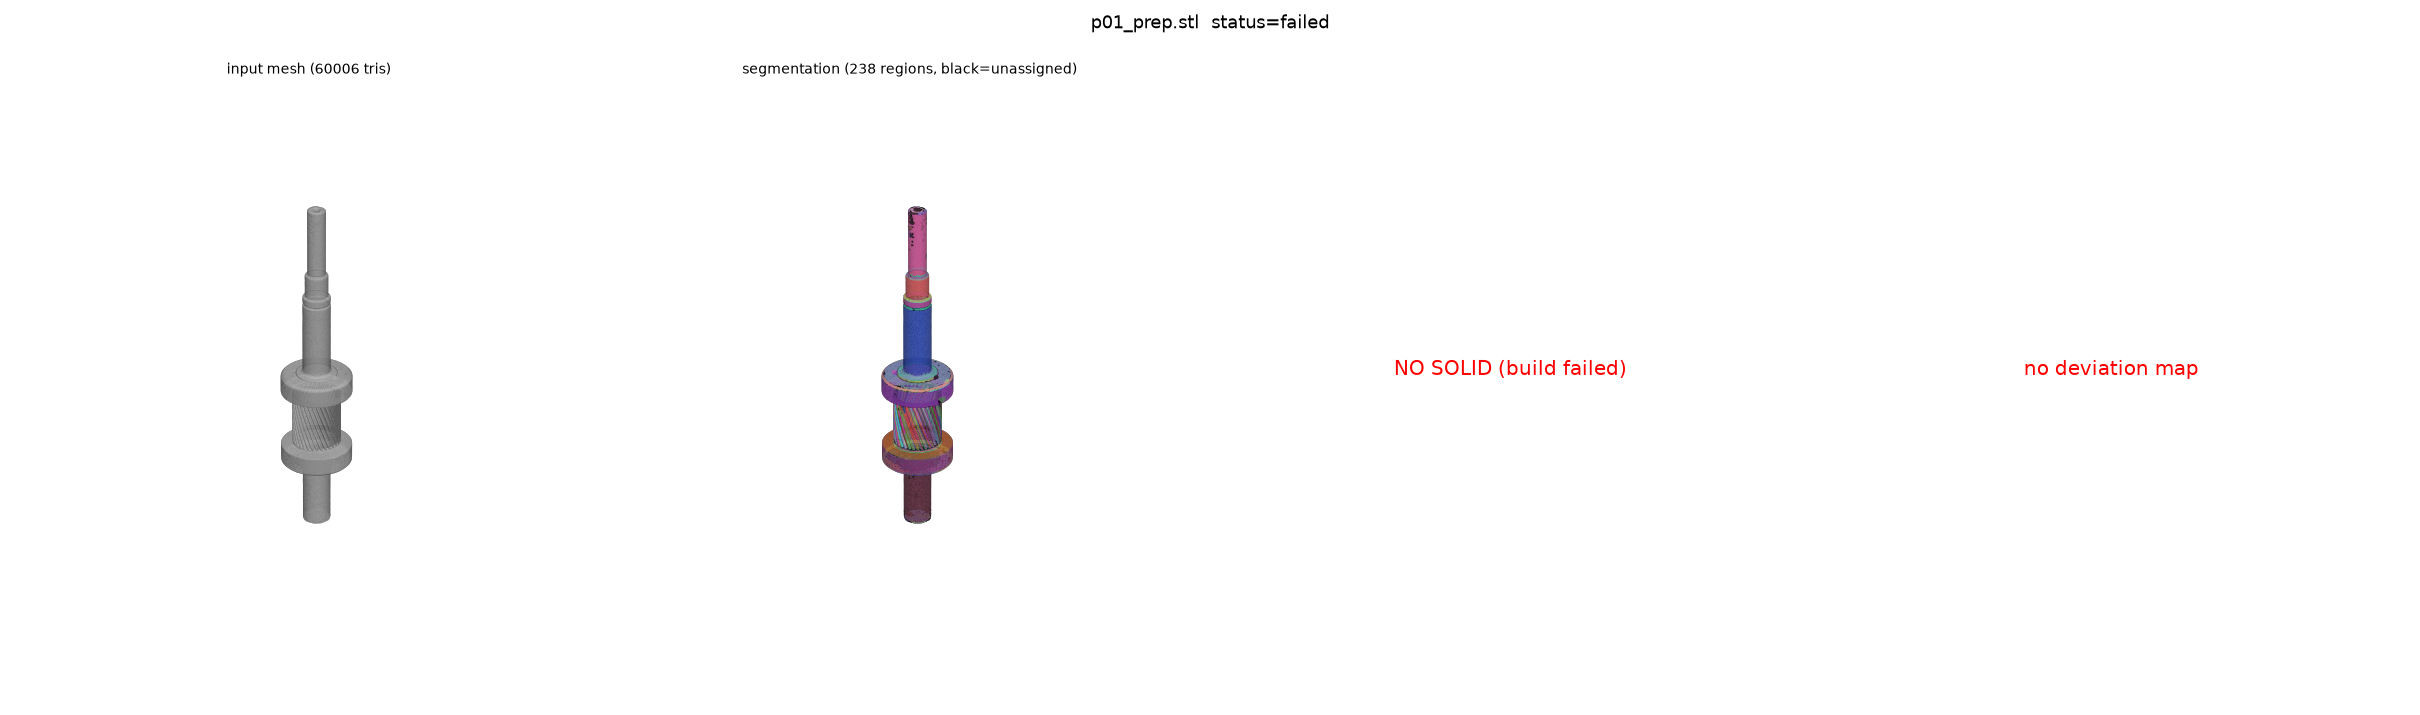 p01_prep.stl  status=failed
input mesh (60006 tris)
segmentation (238 regions, black=unassigned)
NO SOLID (build failed)
no deviation map